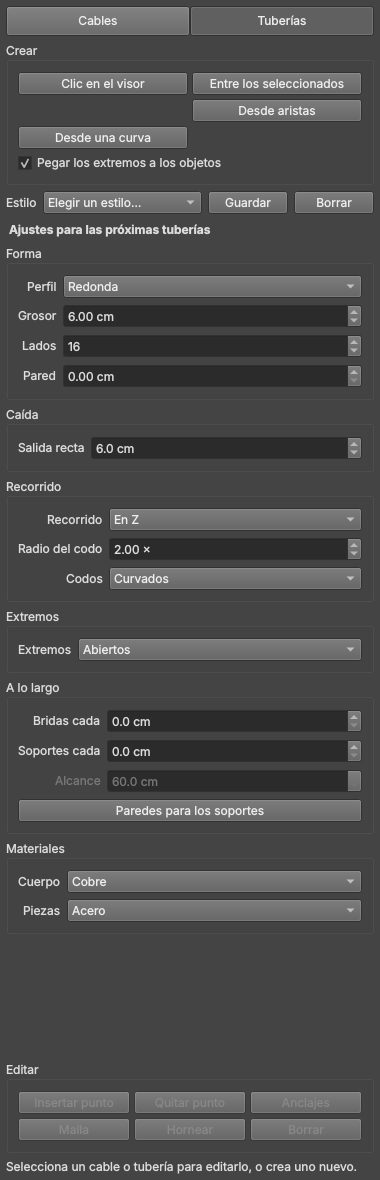 Cables Tuberías
Crear
Clic en el visor Entre los seleccionados
Desde aristas
Desde una curva
Pegar los extremos a los objetos
Estilo Elegir un estilo... Guardar Borrar
Ajustes para las próximas tuberías
Forma
Perfil Redonda
Grosor 6.00 cm
Lados 16
Pared 0.00 cm
Caída
Salida recta 6.0 cm
Recorrido
Recorrido En Z
Radio del codo 2.00 ×
Codos Curvados
Extremos
Extremos Abiertos
A lo largo
Bridas cada 0.0 cm
Soportes cada 0.0 cm
Alcance 60.0 cm
Paredes para los soportes
Materiales
Cuerpo Cobre
Piezas Acero
Editar
Insertar punto Quitar punto Anclajes
Malla Hornear Borrar
Selecciona un cable o tubería para editarlo, o crea uno nuevo.